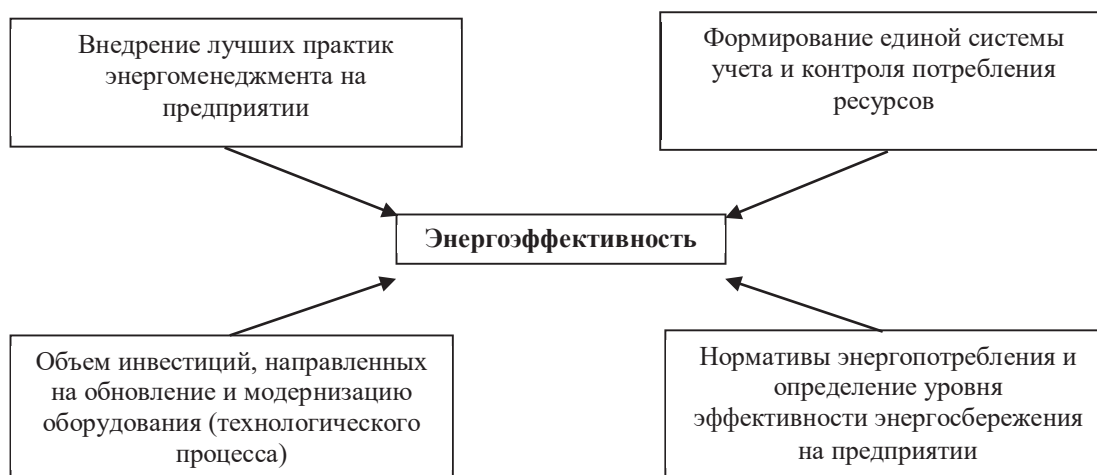 Внедрение лучших практик
энергоменеджмента на
предприятии
Формирование единой системы
учета и контроля потребления
ресурсов
Энергоэффективность
Объем инвестиций, направленных
на обновление и модернизацию
оборудования (технологического
процесса)
Нормативы энергопотребления и
определение уровня
эффективности энергосбережения
на предприятии